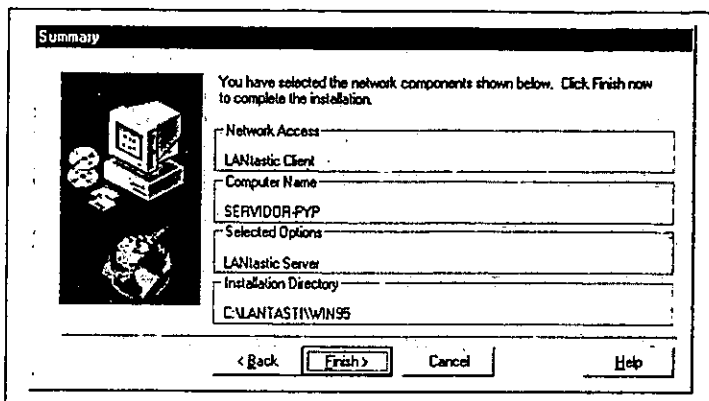 Summary
You have selected the network components shown below. Click Finish now
to complete the installation.
Network Access
LANtastic Client
Computer Name
SERVIDOR-PYP
Selected Options
LANtastic Server
Installation Directory
C:\LANTASTI\WIN95
< Back Finish > Cancel Help